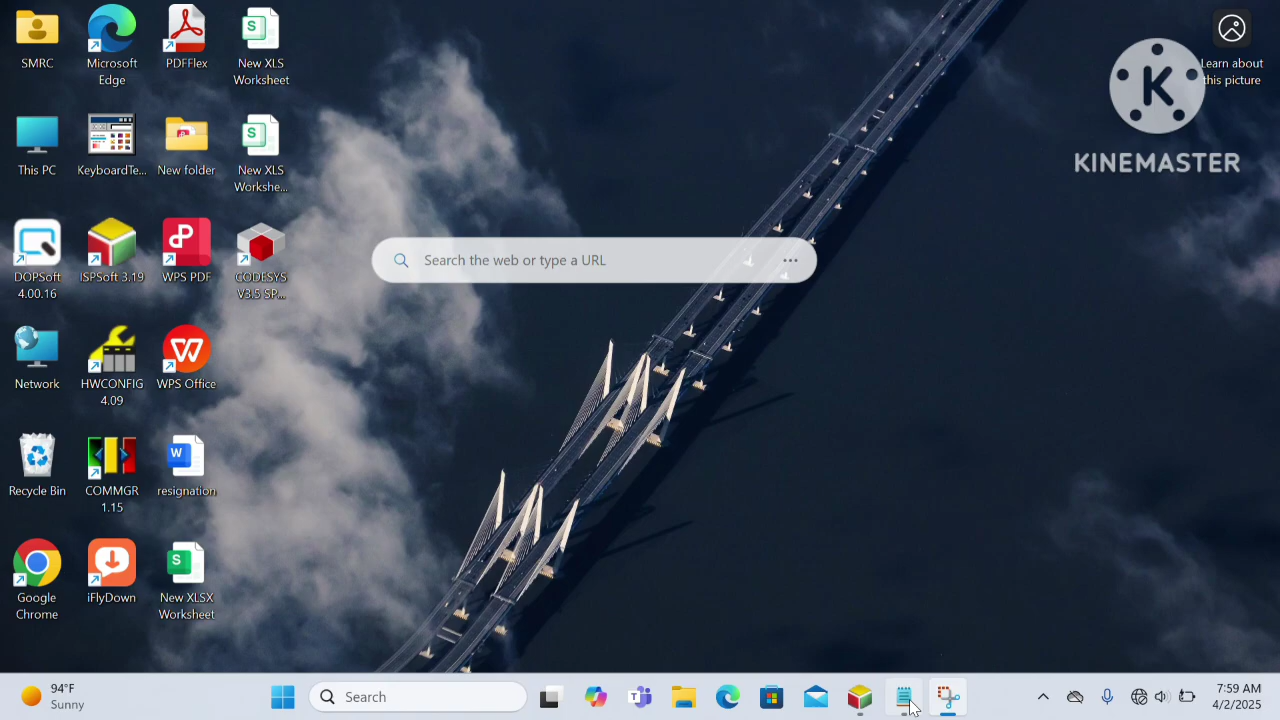 SMRC
Microsoft
Edge
PDFFlex
New XLS
Worksheet
Learn about
this picture
K
KINEMASTER
This PC
KeyboardTe...
New folder
New XLS
Workshe...
DOPSoft
4.00.16
ISPSoft 3.19
WPS PDF
CODESYS
V3.5 SP...
Search the web or type a URL
Network
HWCONFIG
4.09
WPS Office
Recycle Bin
COMMGR
1.15
resignation
Google
Chrome
iFlyDown
New XLSX
Worksheet
94°F
Sunny
Search
7:59 AM
4/2/2025